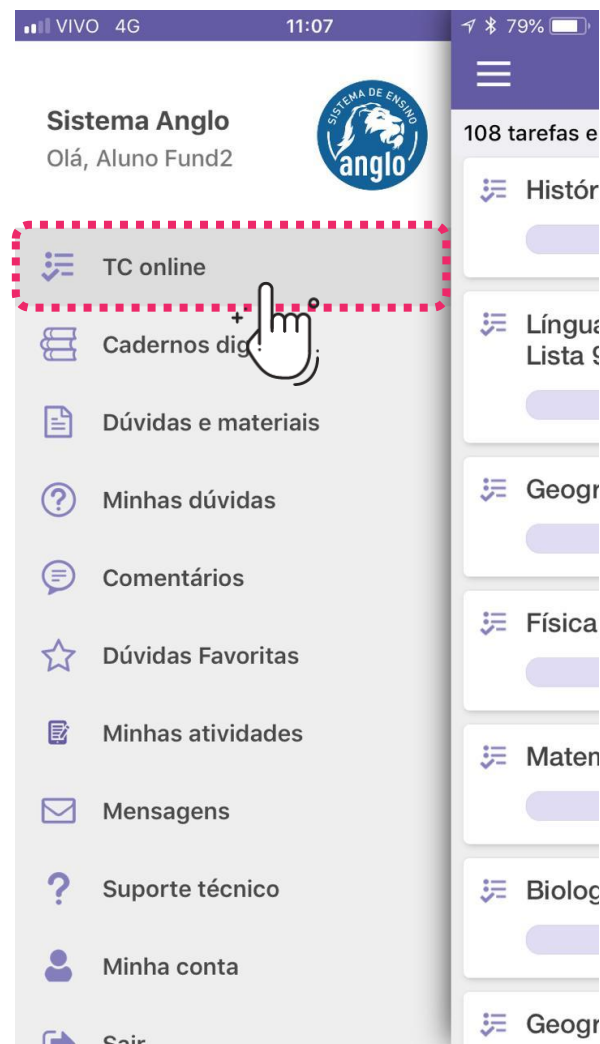 VIVO 4G 11:07 79%
Sistema Anglo
Olá, Aluno Fund2
SISTEMA DE ENSINO
anglo
TC online
Cadernos dig
Dúvidas e materiais
Minhas dúvidas
Comentários
Dúvidas Favoritas
Minhas atividades
Mensagens
Suporte técnico
Minha conta
Sair
108 tarefas e
Histór
Língua
Lista 9
Geogr
Física
Matem
Biolog
Geogr